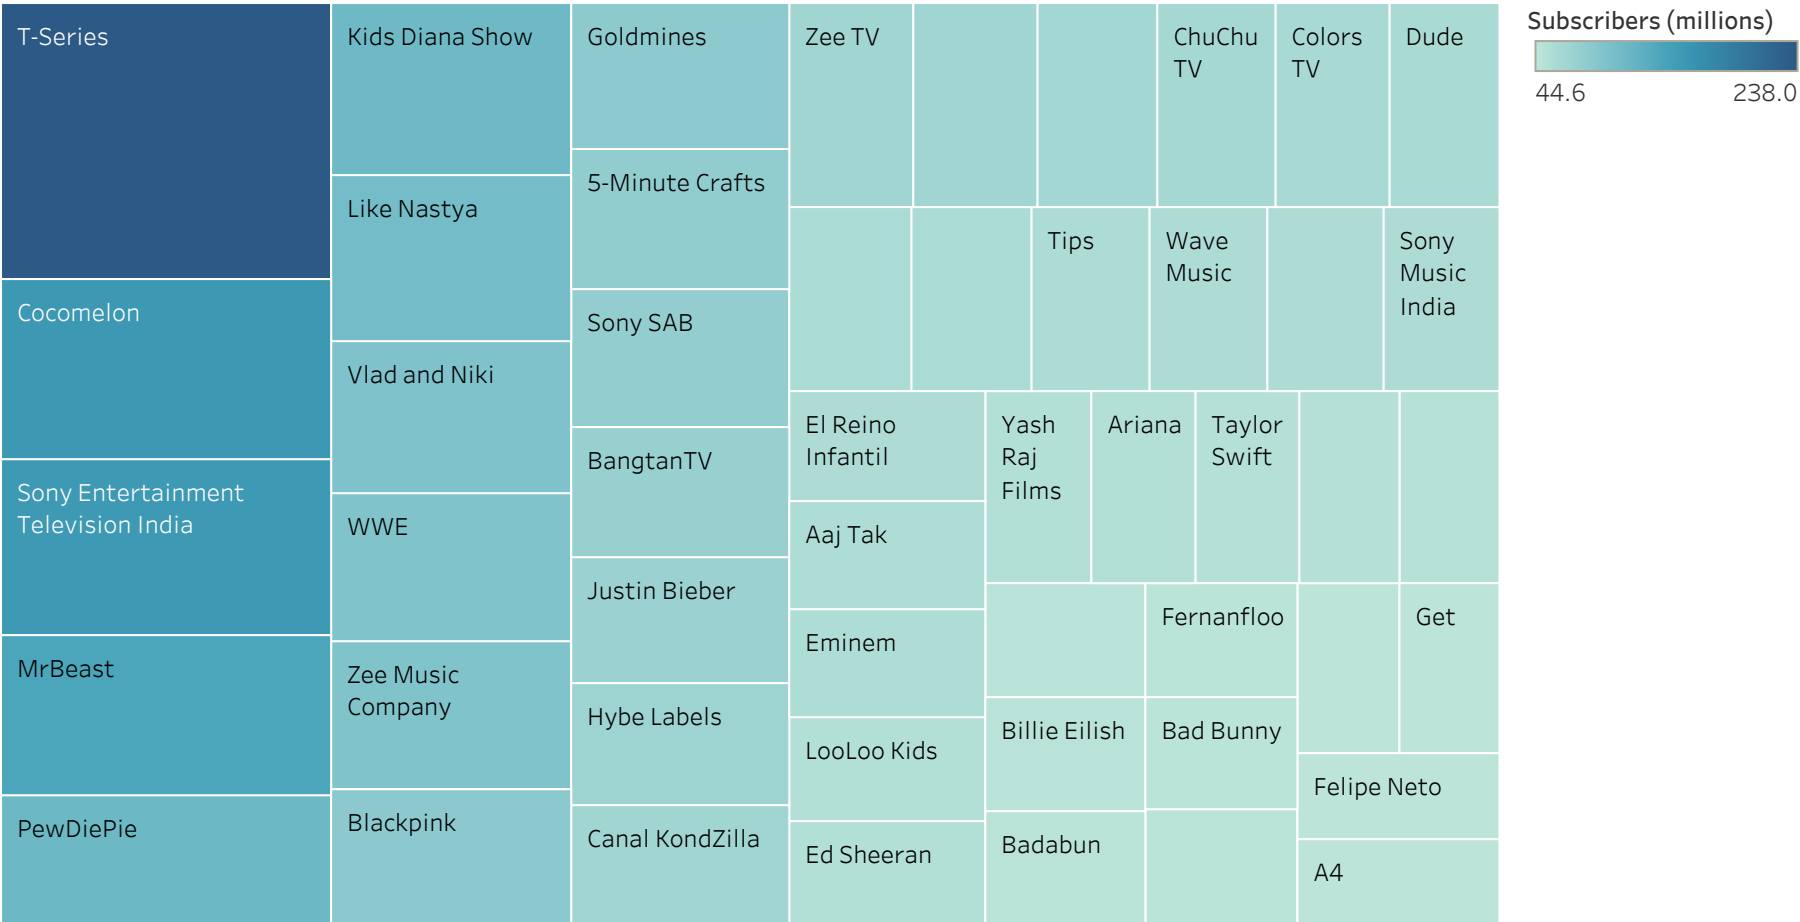 T-Series
Cocomelon
Sony Entertainment
Television India
MrBeast
PewDiePie
Kids Diana Show
Like Nastya
Vlad and Niki
WWE
Zee Music
Company
Blackpink
Goldmines
5-Minute Crafts
Sony SAB
BangtanTV
Justin Bieber
Hybe Labels
Canal KondZilla
Zee TV
ChuChu
TV
Colors
TV
Dude
Tips
Wave
Music
Sony
Music
India
El Reino
Infantil
Aaj Tak
Eminem
LooLoo Kids
Ed Sheeran
Yash
Raj
Films
Ariana
Taylor
Swift
Fernanfloo
Get
Billie Eilish
Bad Bunny
Badabun
Felipe Neto
A4
Subscribers (millions)
44.6
238.0